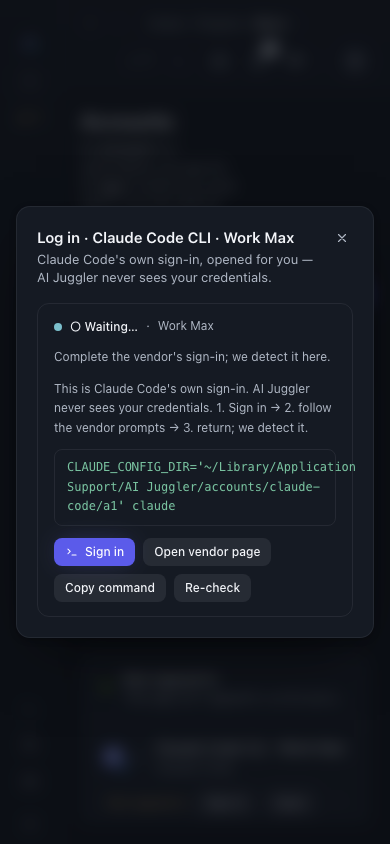 Log in · Claude Code CLI · Work Max
Claude Code's own sign-in, opened for you —
AI Juggler never sees your credentials.
Waiting… · Work Max
Complete the vendor's sign-in; we detect it here.
This is Claude Code's own sign-in. AI Juggler
never sees your credentials. 1. Sign in → 2. follow
the vendor prompts → 3. return; we detect it.
CLAUDE_CONFIG_DIR='~/Library/Application
Support/AI Juggler/accounts/claude-
code/a1' claude
Sign in
Open vendor page
Copy command
Re-check